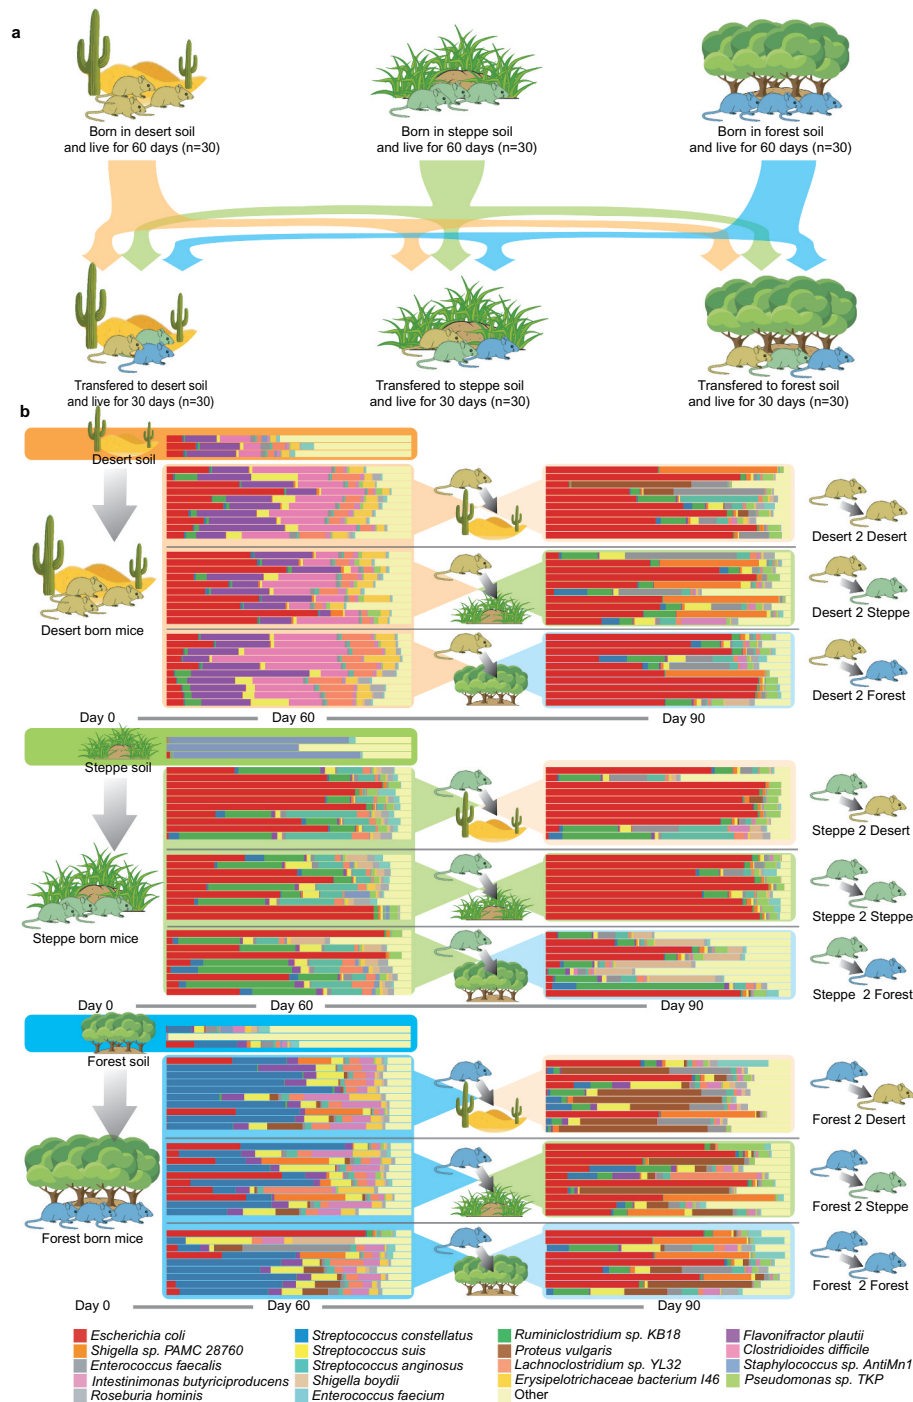 a
Born in desert soil
and live for 60 days (n=30)
Born in steppe soil
and live for 60 days (n=30)
Born in forest soil
and live for 60 days (n=30)
Transfered to desert soil
and live for 30 days (n=30)
Transfered to steppe soil
and live for 30 days (n=30)
Transfered to forest soil
and live for 30 days (n=30)
b
Desert soil
Desert born mice
Desert 2 Desert
Desert 2 Steppe
Desert 2 Forest
Day 0
Day 60
Day 90
Steppe soil
Steppe born mice
Steppe 2 Desert
Steppe 2 Steppe
Steppe 2 Forest
Day 0
Day 60
Day 90
Forest soil
Forest born mice
Forest 2 Desert
Forest 2 Steppe
Forest 2 Forest
Day 0
Day 60
Day 90
Escherichia coli
Shigella sp. PAMC 28760
Enterococcus faecalis
Intestinimonas butyriciproducens
Roseburia hominis
Streptococcus constellatus
Streptococcus suis
Streptococcus anginosus
Shigella boydii
Enterococcus faecium
Ruminiclostridium sp. KB18
Proteus vulgaris
Lachnoclostridium sp. YL32
Erysipelotrichaceae bacterium I46
Other
Flavonifractor plautii
Clostridioides difficile
Staphylococcus sp. AntiMn1
Pseudomonas sp. TKP